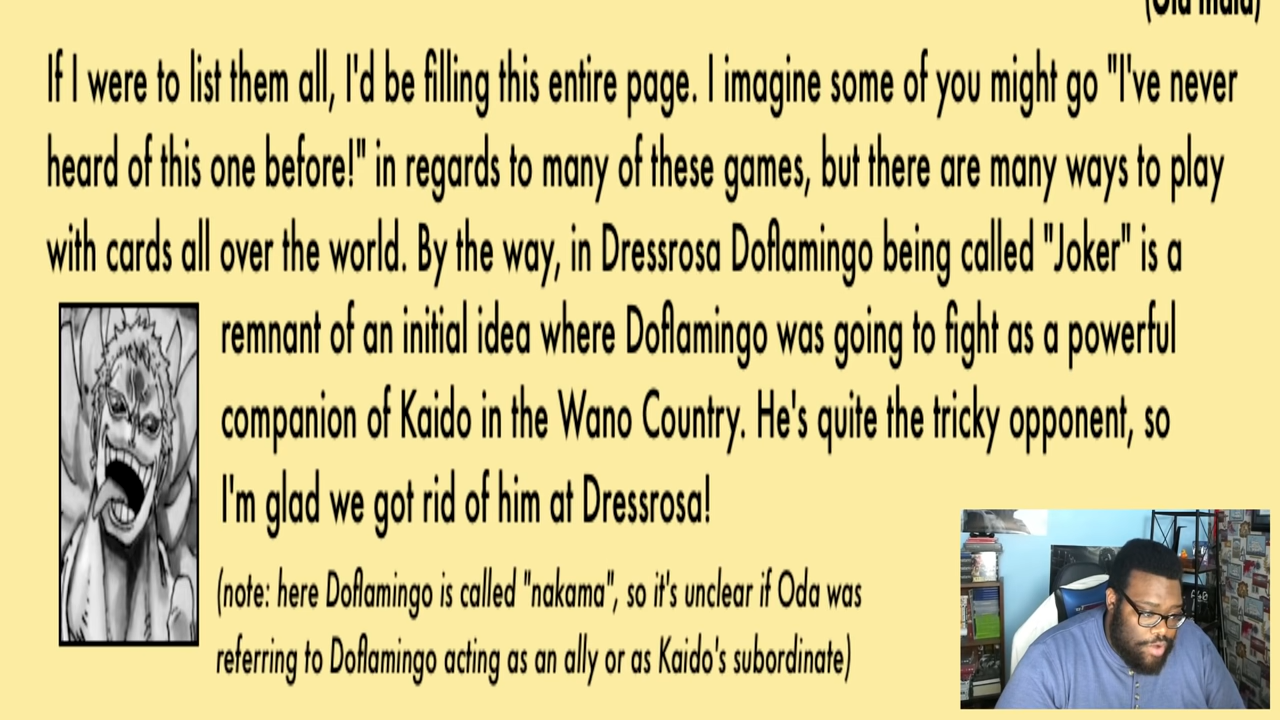 (Old maid)
If I were to list them all, I'd be filling this entire page. I imagine some of you might go "I've never
heard of this one before!" in regards to many of these games, but there are many ways to play
with cards all over the world. By the way, in Dressrosa Doflamingo being called "Joker" is a
remnant of an initial idea where Doflamingo was going to fight as a powerful
companion of Kaido in the Wano Country. He's quite the tricky opponent, so
I'm glad we got rid of him at Dressrosa!
(note: here Doflamingo is called "nakama", so it's unclear if Oda was
referring to Doflamingo acting as an ally or as Kaido's subordinate)